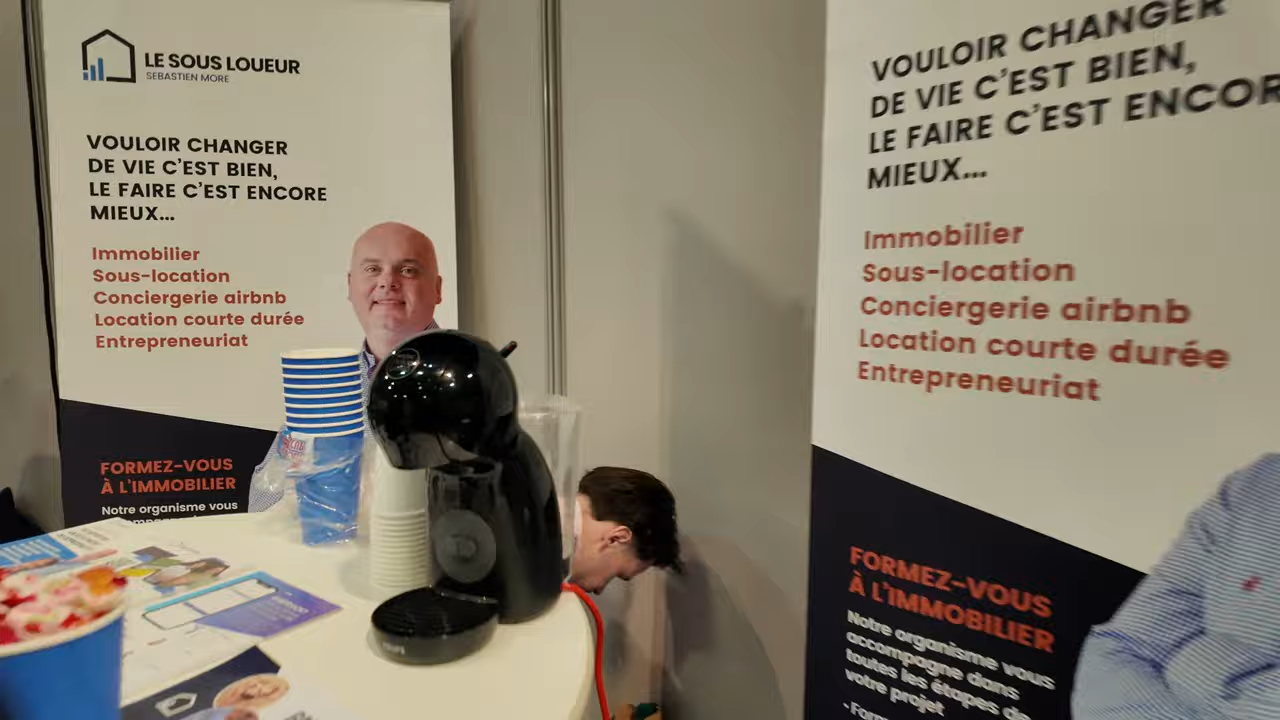 LE SOUS LOUEUR
SEBASTIEN MORE
VOULOIR CHANGER
DE VIE C'EST BIEN,
LE FAIRE C'EST ENCORE
MIEUX...
Immobilier
Sous-location
Conciergerie airbnb
Location courte durée
Entrepreneuriat
FORMEZ-VOUS
À L'IMMOBILIER
Notre organisme vous
VOULOIR CHANGER
DE VIE C'EST BIEN,
LE FAIRE C'EST ENCOR
MIEUX...
Immobilier
Sous-location
Conciergerie airbnb
Location courte durée
Entrepreneuriat
FORMEZ-VOUS
À L'IMMOBILIER
Notre organisme vous
accompagne dans
toutes les étapes de
votre projet